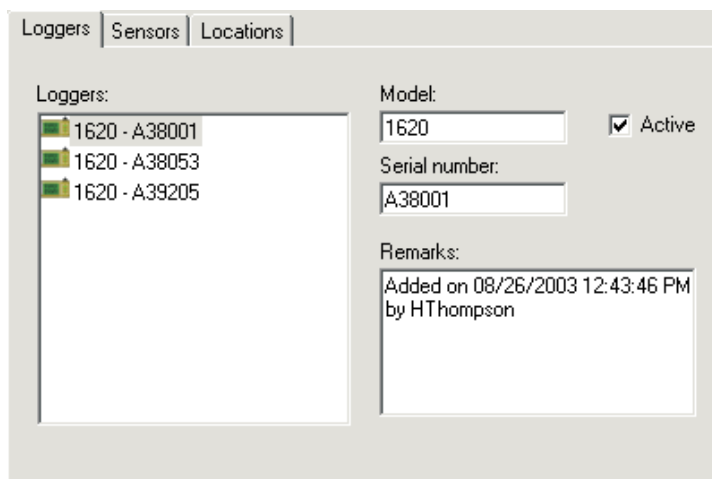 Loggers Sensors Locations
Loggers:
1620 - A38001
1620 - A38053
1620 - A39205
Model:
1620
Active
Serial number:
A38001
Remarks:
Added on 08/26/2003 12:43:46 PM
by HThompson